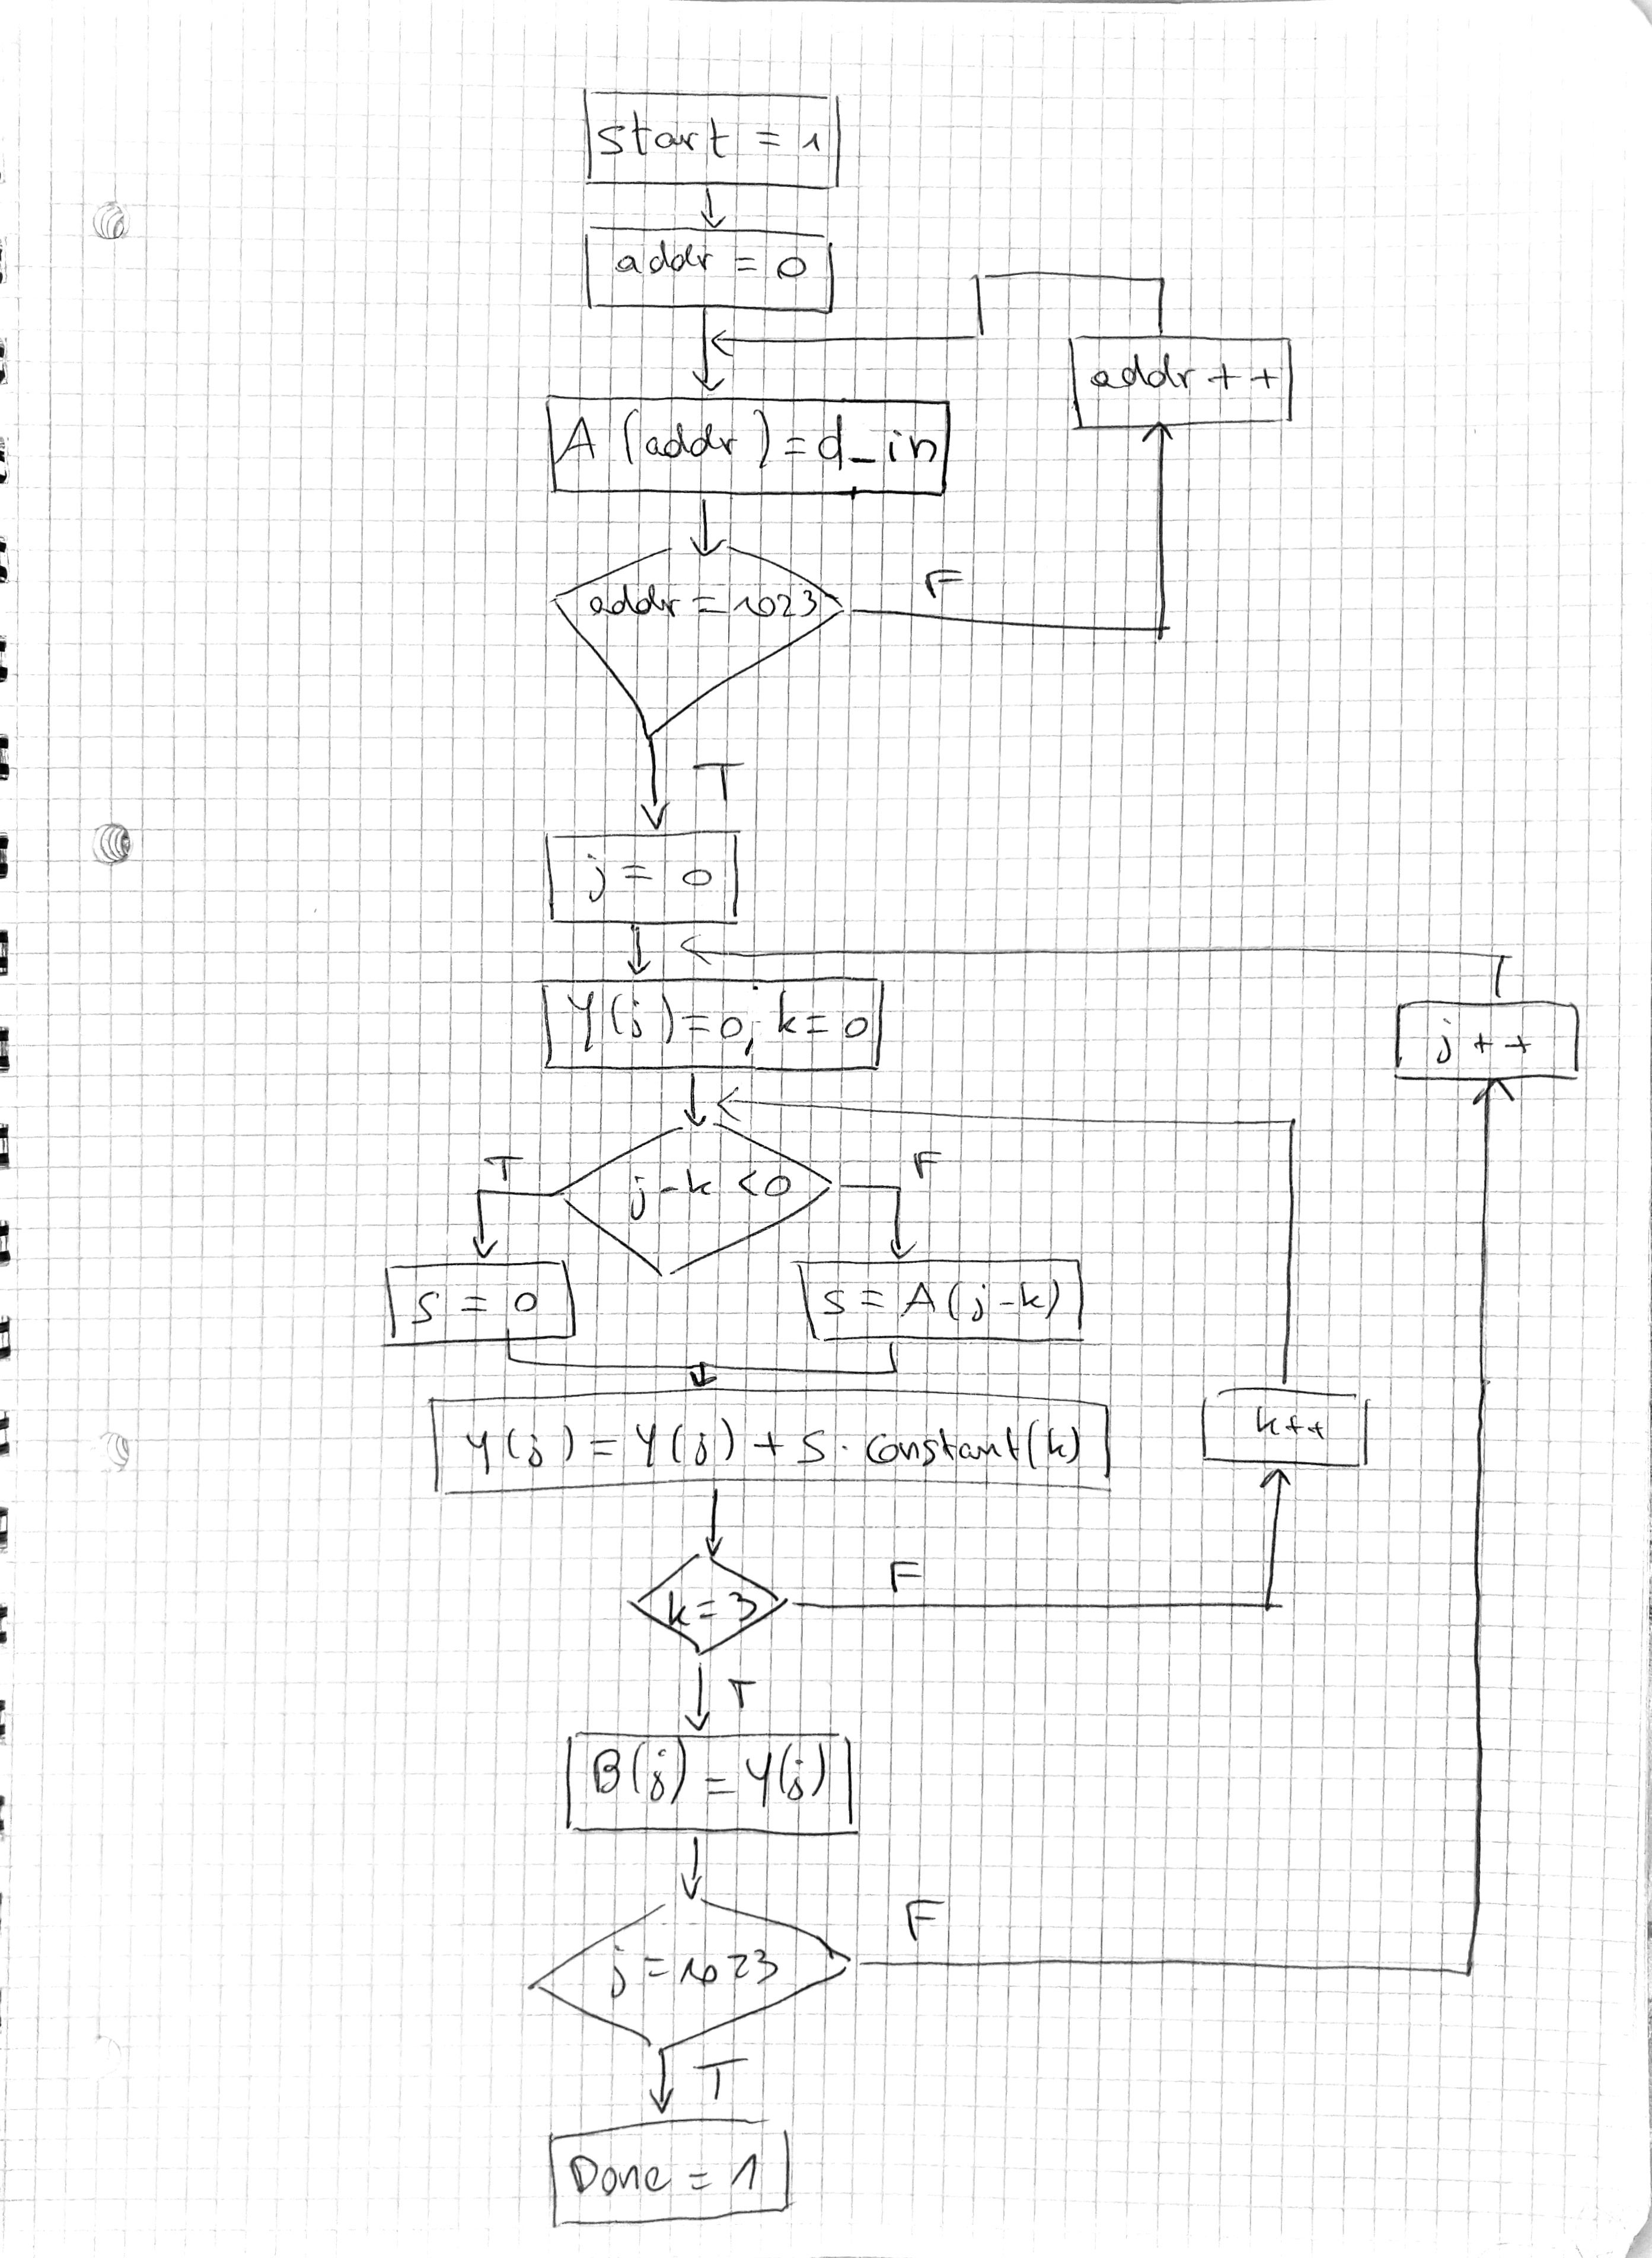 start = 1
addr = 0
addr++
A(addr) = d_in
addr = 1023
F
T
j = 0
Y(j)=0; k=0
j++
T
j-k <0
F
s = 0
s = A(j-k)
Y(j) = Y(j) + s · constant(k)
k++
k=3
F
T
B(j) = Y(j)
j=1023
F
T
Done = 1